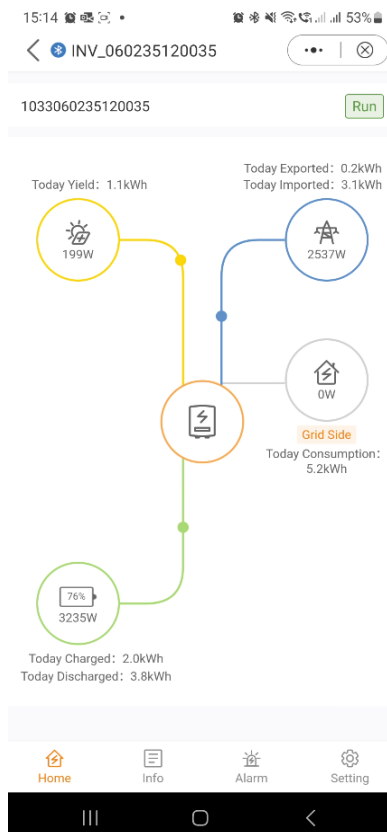 15:14 53%
INV_060235120035
1033060235120035 Run
Today Exported: 0.2kWh
Today Yield: 1.1kWh Today Imported: 3.1kWh
199W 2537W
0W
Grid Side
Today Consumption:
5.2kWh
76%
3235W
Today Charged: 2.0kWh
Today Discharged: 3.8kWh
Home Info Alarm Setting